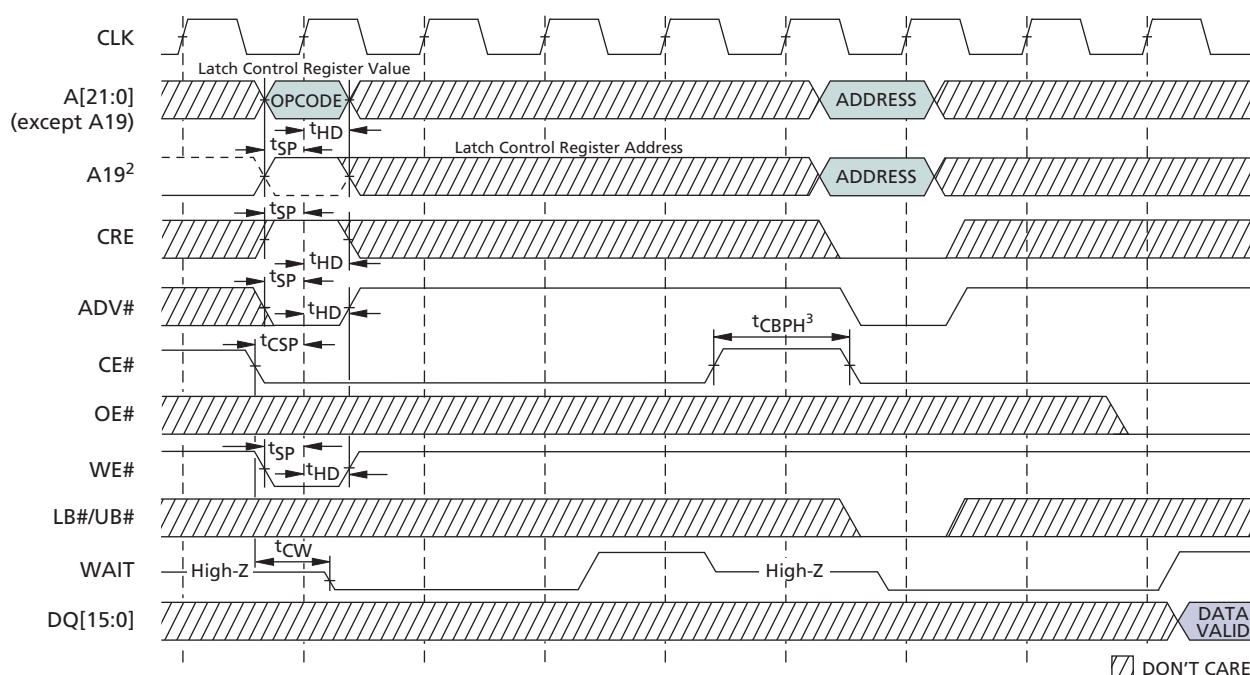 CLK
Latch Control Register Value
A[21:0]
(except A19)
OPCODE
ADDRESS
tHD
tSP
Latch Control Register Address
A19²
ADDRESS
tSP
CRE
tHD
tSP
ADV#
tHD
tCBPH³
tCSP
CE#
OE#
tSP
WE#
tHD
LB#/UB#
tCW
WAIT
High-Z
High-Z
DQ[15:0]
DATA
VALID
DON'T CARE